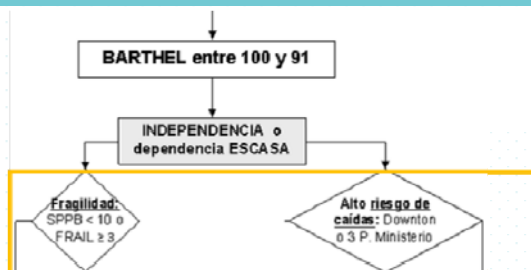 BARTHEL entre 100 y 91
INDEPENDENCIA o
dependencia ESCASA
Fragilidad:
SPPB < 10 o
FRAIL ≥ 3
Alto riesgo de
caídas: Downton
o 3 P. Ministerio